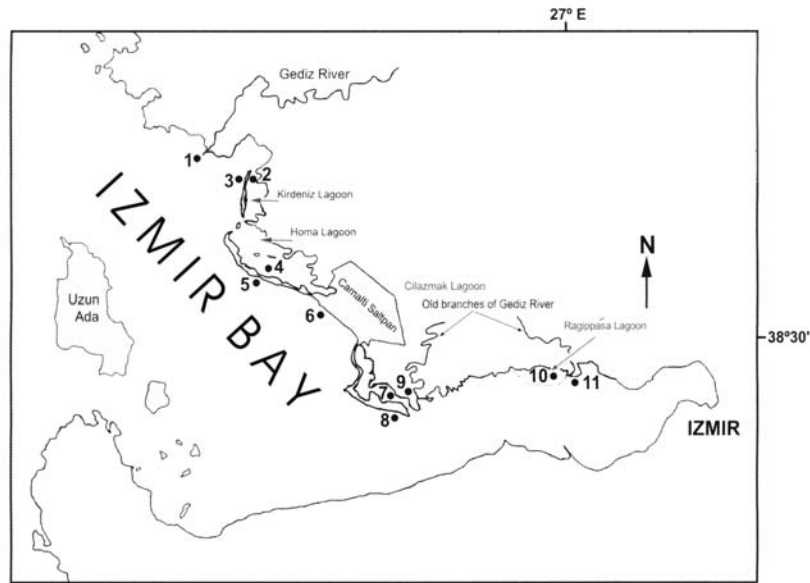 27° E
Gediz River
1
3
2
Kirdeniz Lagoon
Homa Lagoon
IZMIR BAY
N
4
5
Uzun
Ada
Camalti Saltpan
Cilazmak Lagoon
Old branches of Gediz River
6
Ragippasa Lagoon
38°30'
10
11
9
7
8
IZMIR